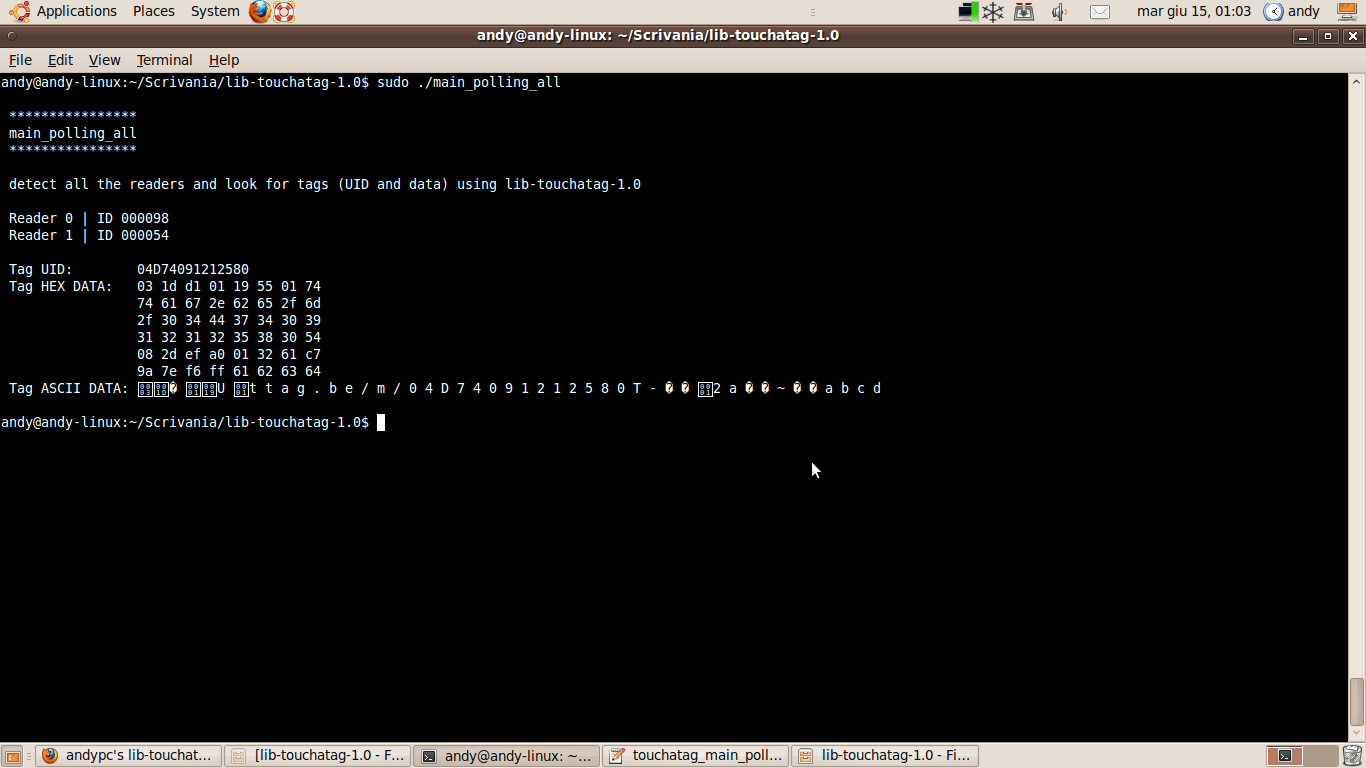 Applications Places System mar giu 15, 01:03 andy
andy@andy-linux: ~/Scrivania/lib-touchatag-1.0
File Edit View Terminal Help
andy@andy-linux:~/Scrivania/lib-touchatag-1.0$ sudo ./main_polling_all
****************
main_polling_all
****************
detect all the readers and look for tags (UID and data) using lib-touchatag-1.0
Reader 0 | ID 000098
Reader 1 | ID 000054
Tag UID: 04D74091212580
Tag HEX DATA: 03 1d d1 01 19 55 01 74
74 61 67 2e 62 65 2f 6d
2f 30 34 44 37 34 30 39
31 32 31 32 35 38 30 54
08 2d ef a0 01 32 61 c7
9a 7e f6 ff 61 62 63 64
Tag ASCII DATA: � U t t a g . b e / m / 0 4 D 7 4 0 9 1 2 1 2 5 8 0 T - � � 2 a � � ~ � � a b c d
andy@andy-linux:~/Scrivania/lib-touchatag-1.0$
andypc's lib-touchat... [lib-touchatag-1.0 - F... andy@andy-linux: ~... touchatag_main_poll... lib-touchatag-1.0 - Fi...